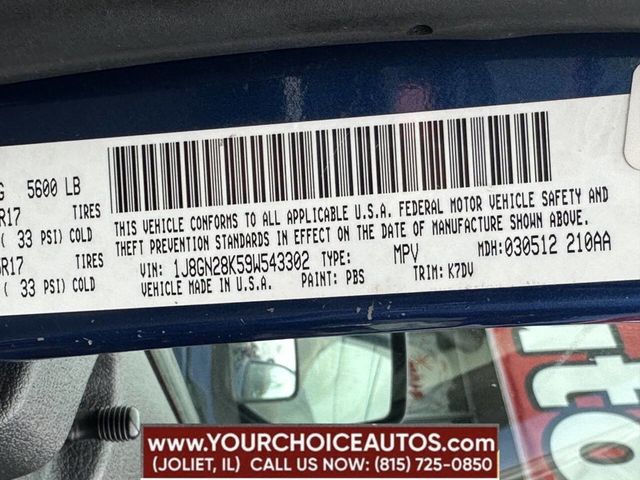 G 5600 LB
R17 TIRES
( 33 PSI) COLD
R17 TIRES
( 33 PSI) COLD
THIS VEHICLE CONFORMS TO ALL APPLICABLE U.S.A. FEDERAL MOTOR VEHICLE SAFETY AND
THEFT PREVENTION STANDARDS IN EFFECT ON THE DATE OF MANUFACTURE SHOWN ABOVE.
VIN: 1J8GN28K59W543302 TYPE: MPV MDH: 030512 210AA
VEHICLE MADE IN U.S.A. PAINT: PBS TRIM: K7DV
WWW.YOURCHOICEAUTOS.COM
(JOLIET, IL) CALL US NOW: (815) 725-0850